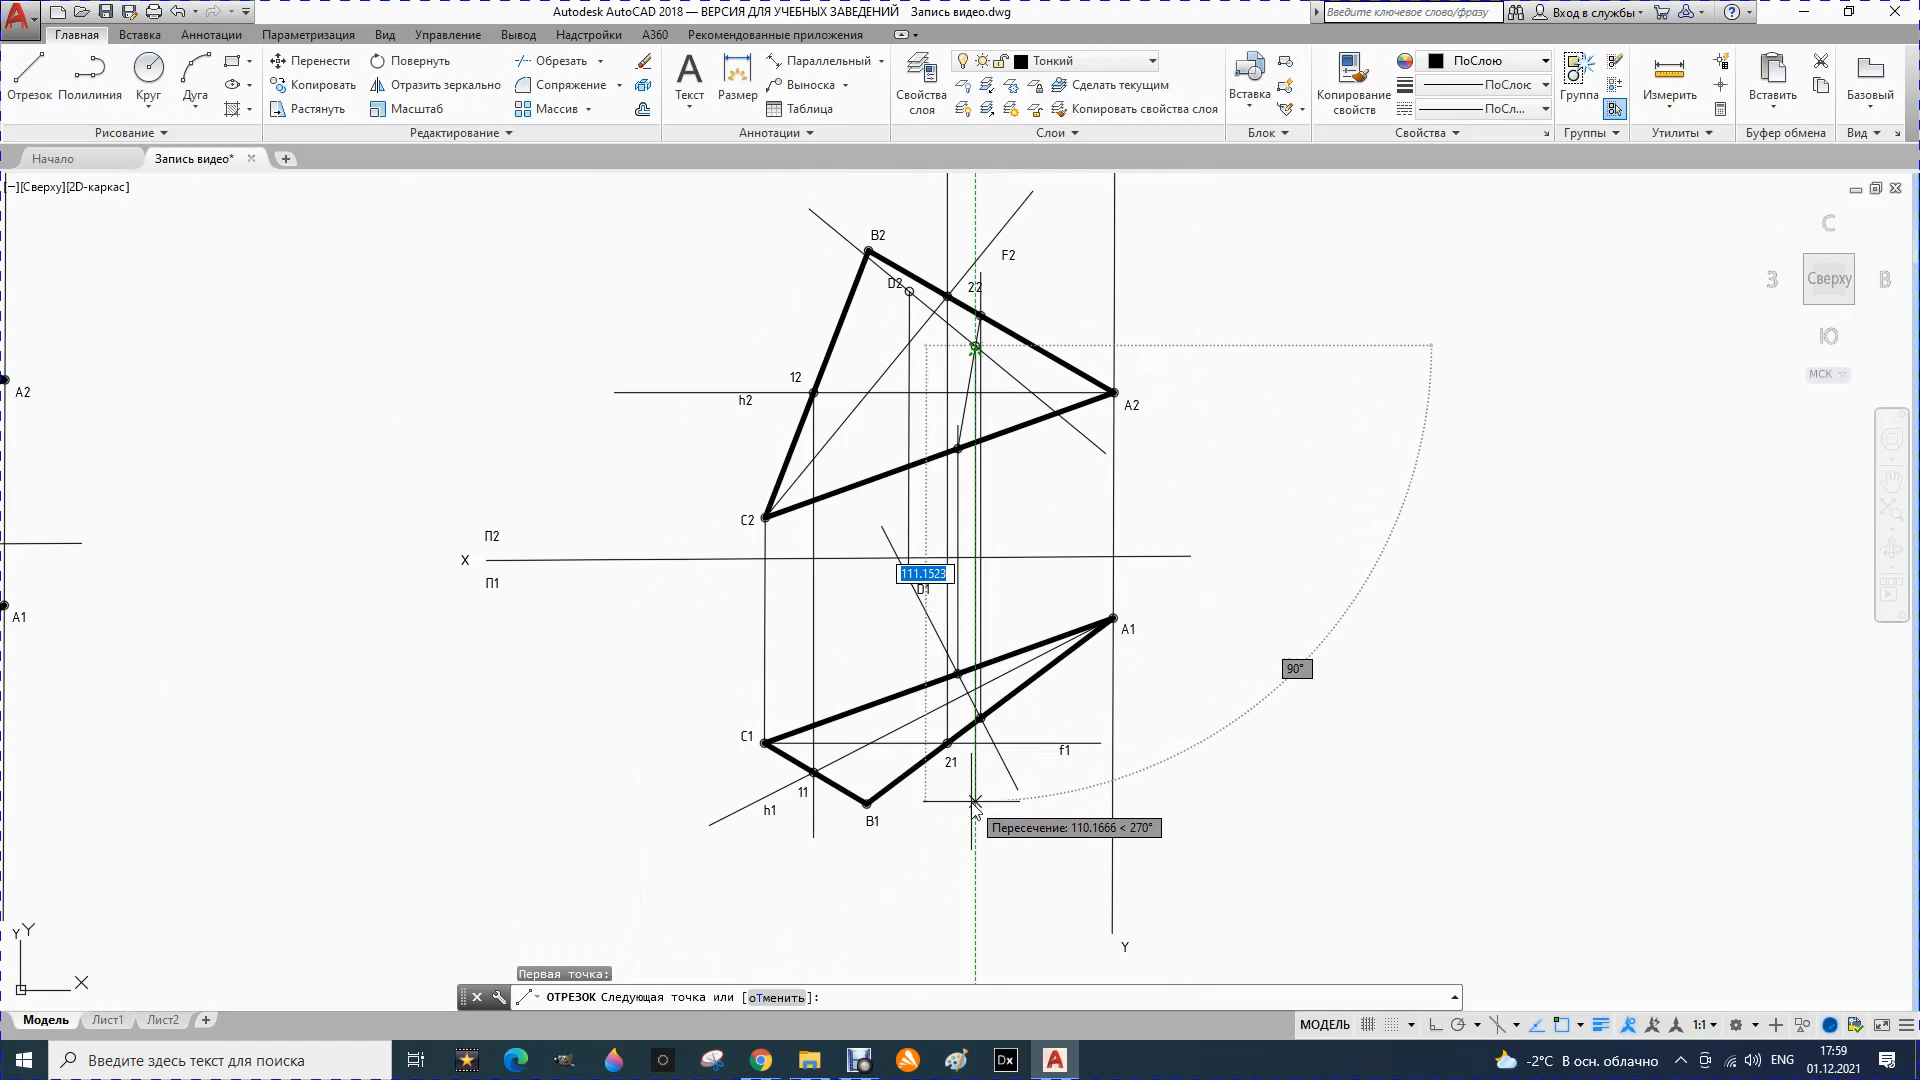 Autodesk AutoCAD 2018 — ВЕРСИЯ ДЛЯ УЧЕБНЫХ ЗАВЕДЕНИЙ Запись видео.dwg
Введите ключевое слово/фразу
Вход в службы
Главная Вставка Аннотации Параметризация Вид Управление Вывод Надстройки A360 Рекомендованные приложения
Отрезок Полилиния Круг Дуга
Перенести Поворот Обрезать
Копировать Отразить зеркально Сопряжение
Растянуть Масштаб Массив
Текст Размер
Параллельный
Выноска
Таблица
Свойства слоя
Тонкий
Сделать текущим
Копировать свойства слоя
Вставка
Копирование свойств
ПоСлою
ПоСлою
ПоСл...
Группа
Измерить
Вставить
Базовый
Рисование Редактирование Аннотации Слои Блок Свойства Группы Утилиты Буфер обмена Вид
Начало Запись видео*
[−][Сверху][2D-каркас]
С
З Сверху В
Ю
МСК
B2
F2
D2
22
12
h2
A2
A2
C2
П2
X
П1
111.1523
D1
A1
A1
90°
C1
f1
21
11
h1
B1
Пересечение: 110.1666 < 270°
Y
Y Y
X
Первая точка:
ОТРЕЗОК Следующая точка или [оТменить]:
Модель Лист1 Лист2
МОДЕЛЬ 1:1
Введите здесь текст для поиска
Dx
-2°C В осн. облачно
ENG
17:59
01.12.2021